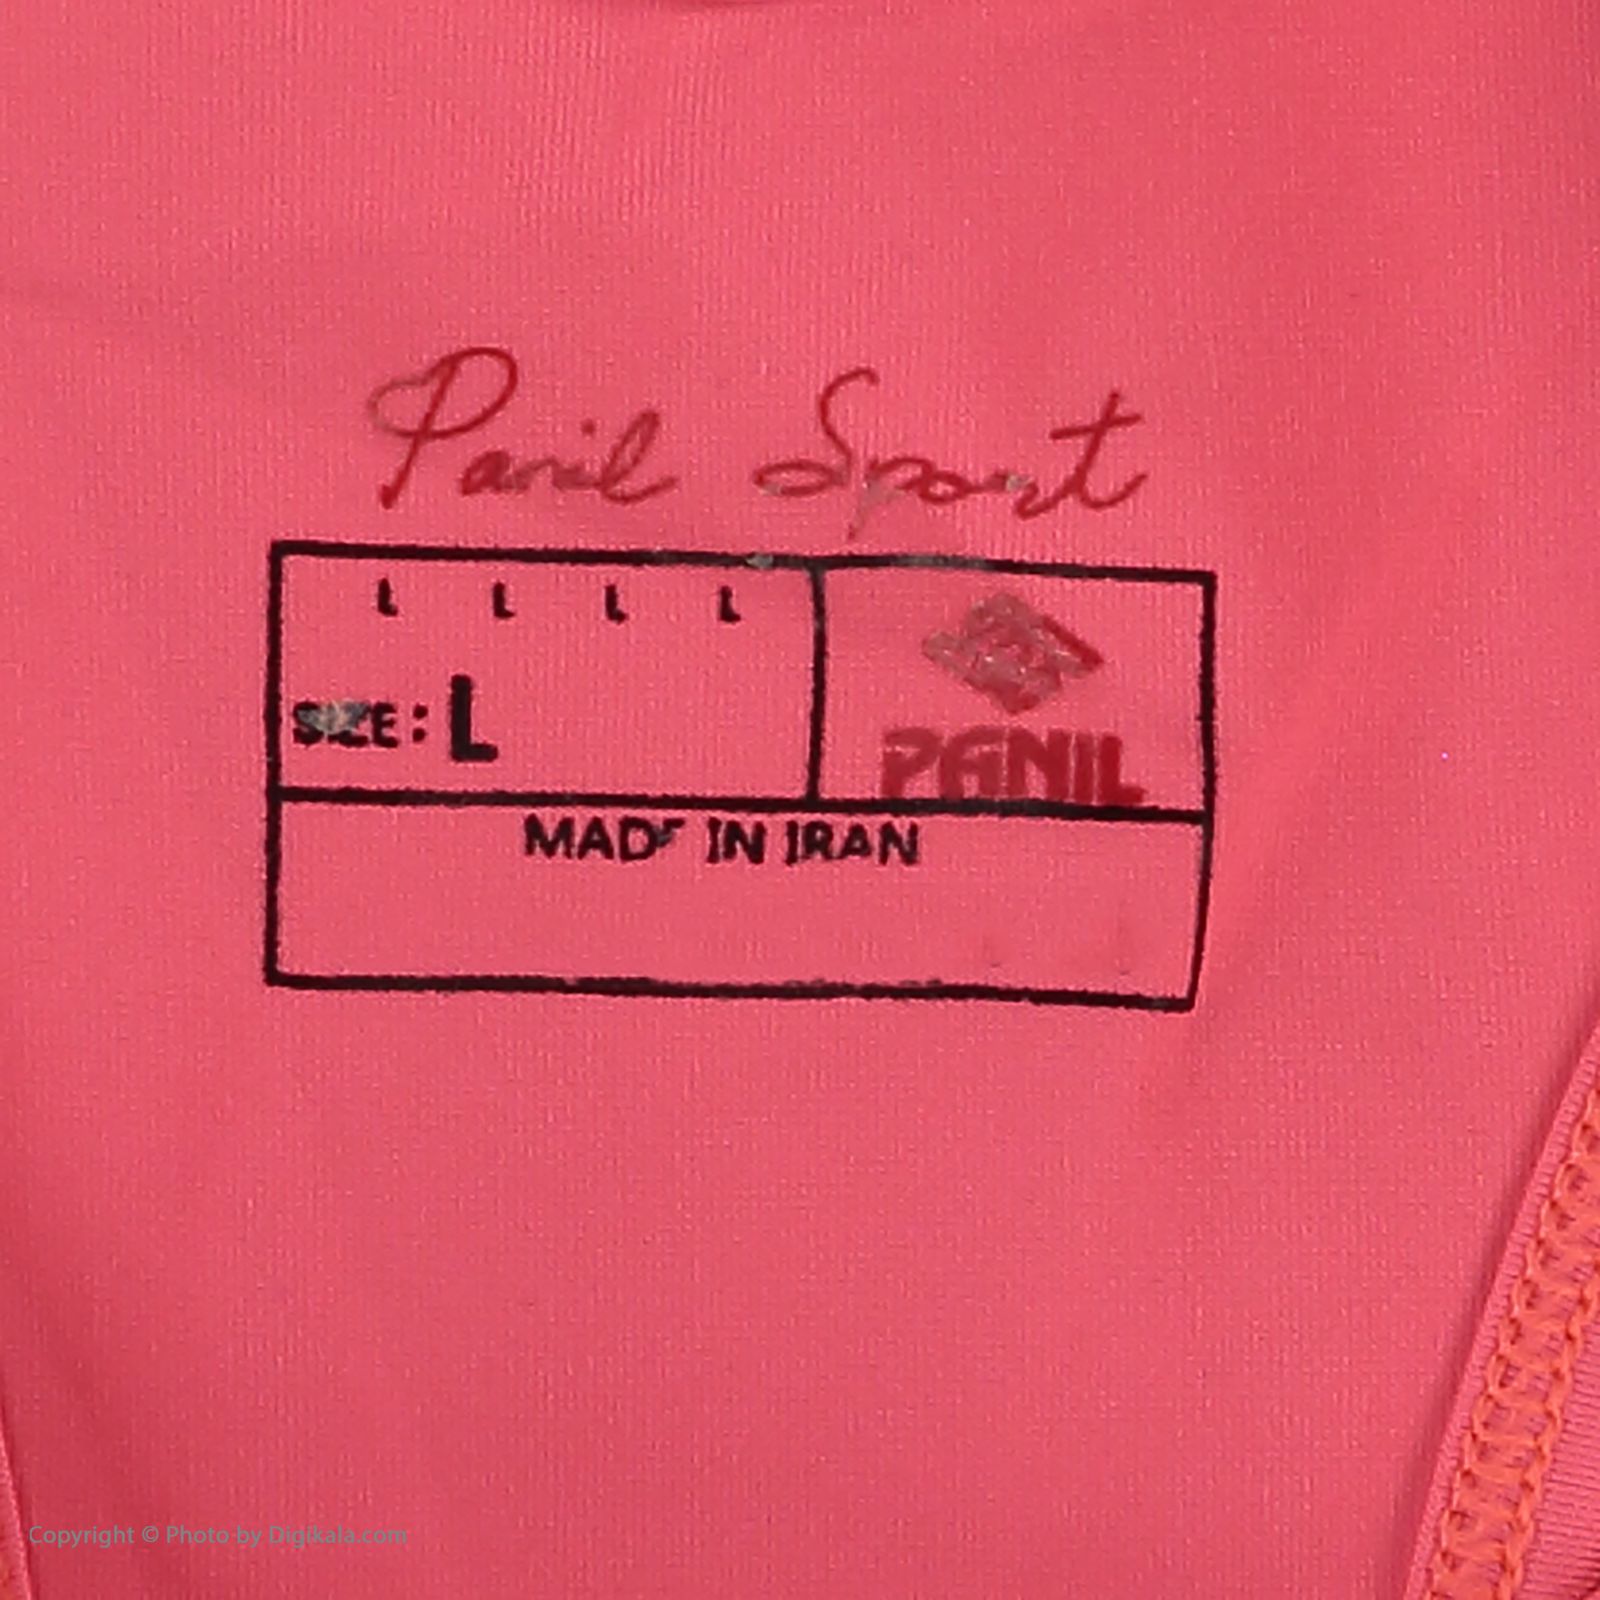 Panil Sport
L L L L
SIZE: L
PANIL
MADE IN IRAN
Copyright © Photo by Digikala.com